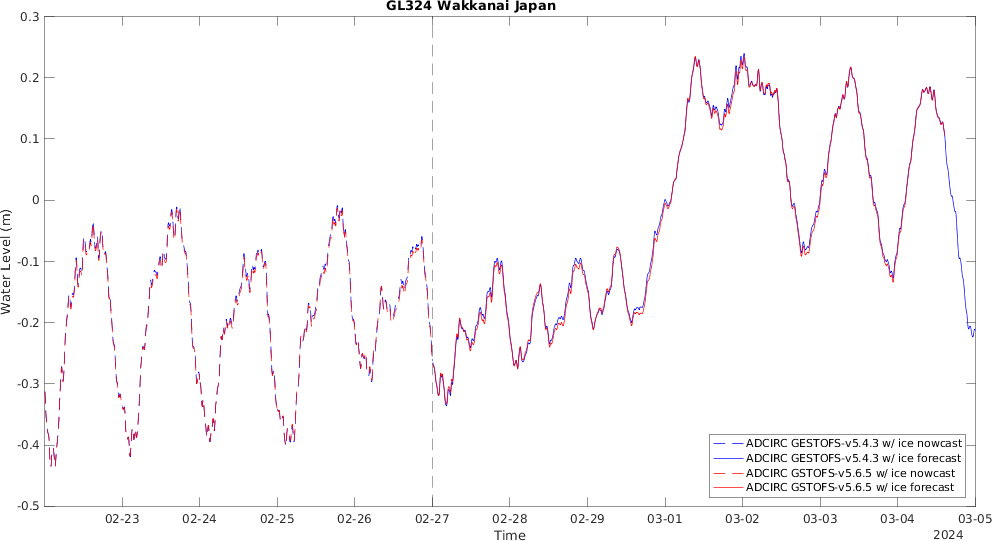 GL324 Wakkanai Japan
0.3
0.2
0.1
0
-0.1
-0.2
-0.3
-0.4
-0.5
Water Level (m)
ADCIRC GESTOFS-v5.4.3 w/ ice nowcast
ADCIRC GESTOFS-v5.4.3 w/ ice forecast
ADCIRC GSTOFS-v5.6.5 w/ ice nowcast
ADCIRC GSTOFS-v5.6.5 w/ ice forecast
02-23 02-24 02-25 02-26 02-27 02-28 02-29 03-01 03-02 03-03 03-04 03-05
2024
Time